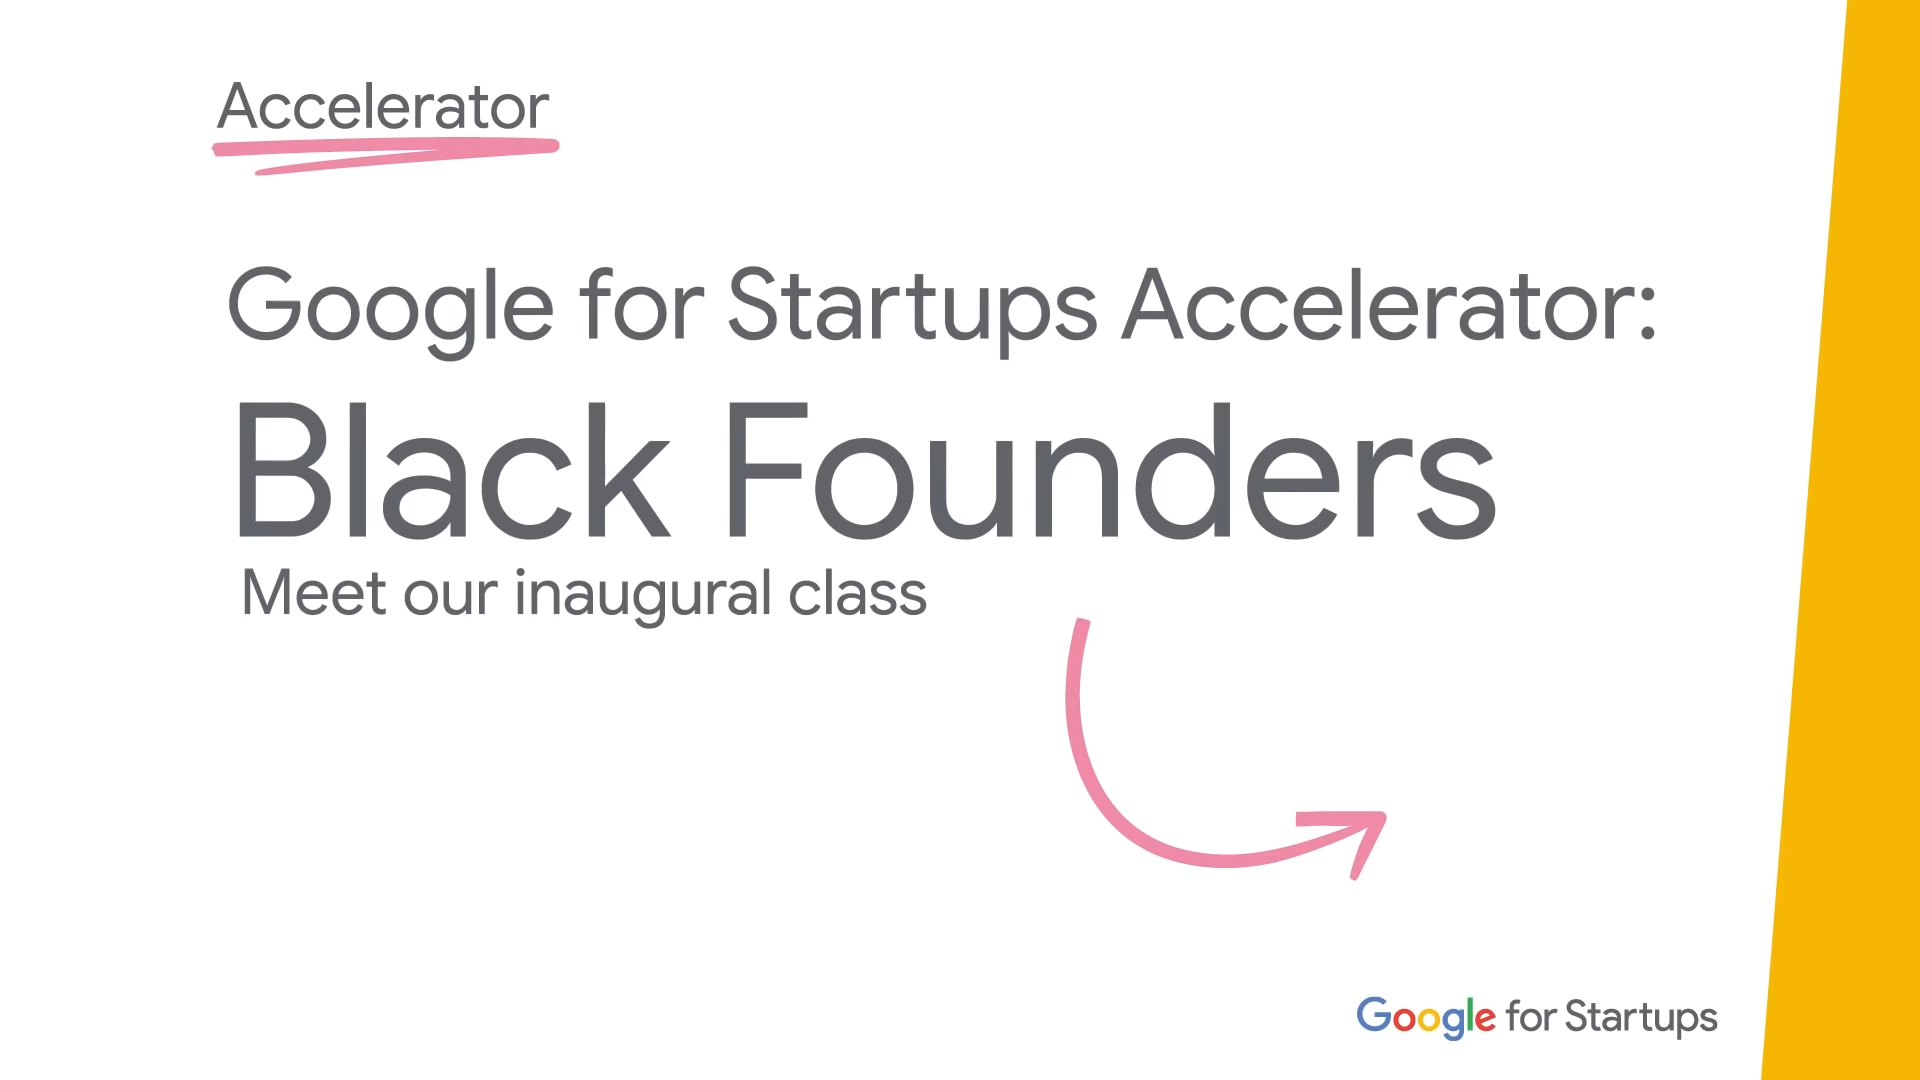 Accelerator
Google for Startups Accelerator:
Black Founders
Meet our inaugural class
Google for Startups